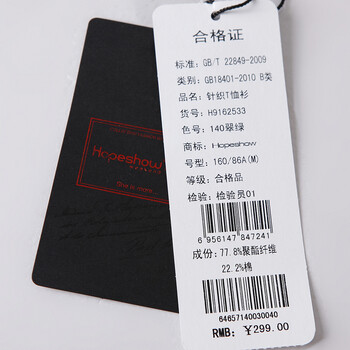 Hopeshow
合格证
标准: GB/T 22849-2009
类别: GB18401-2010 B类
品名: 针织T恤衫
货号: H9162533
色号: 140翠绿
商标: Hopeshow
号型: 160/86A(M)
等级: 合格品
检验: 检验员01
6 956147 847241
成份: 77.8%聚酯纤维
22.2%棉
64657140030040
RMB: ¥299.00